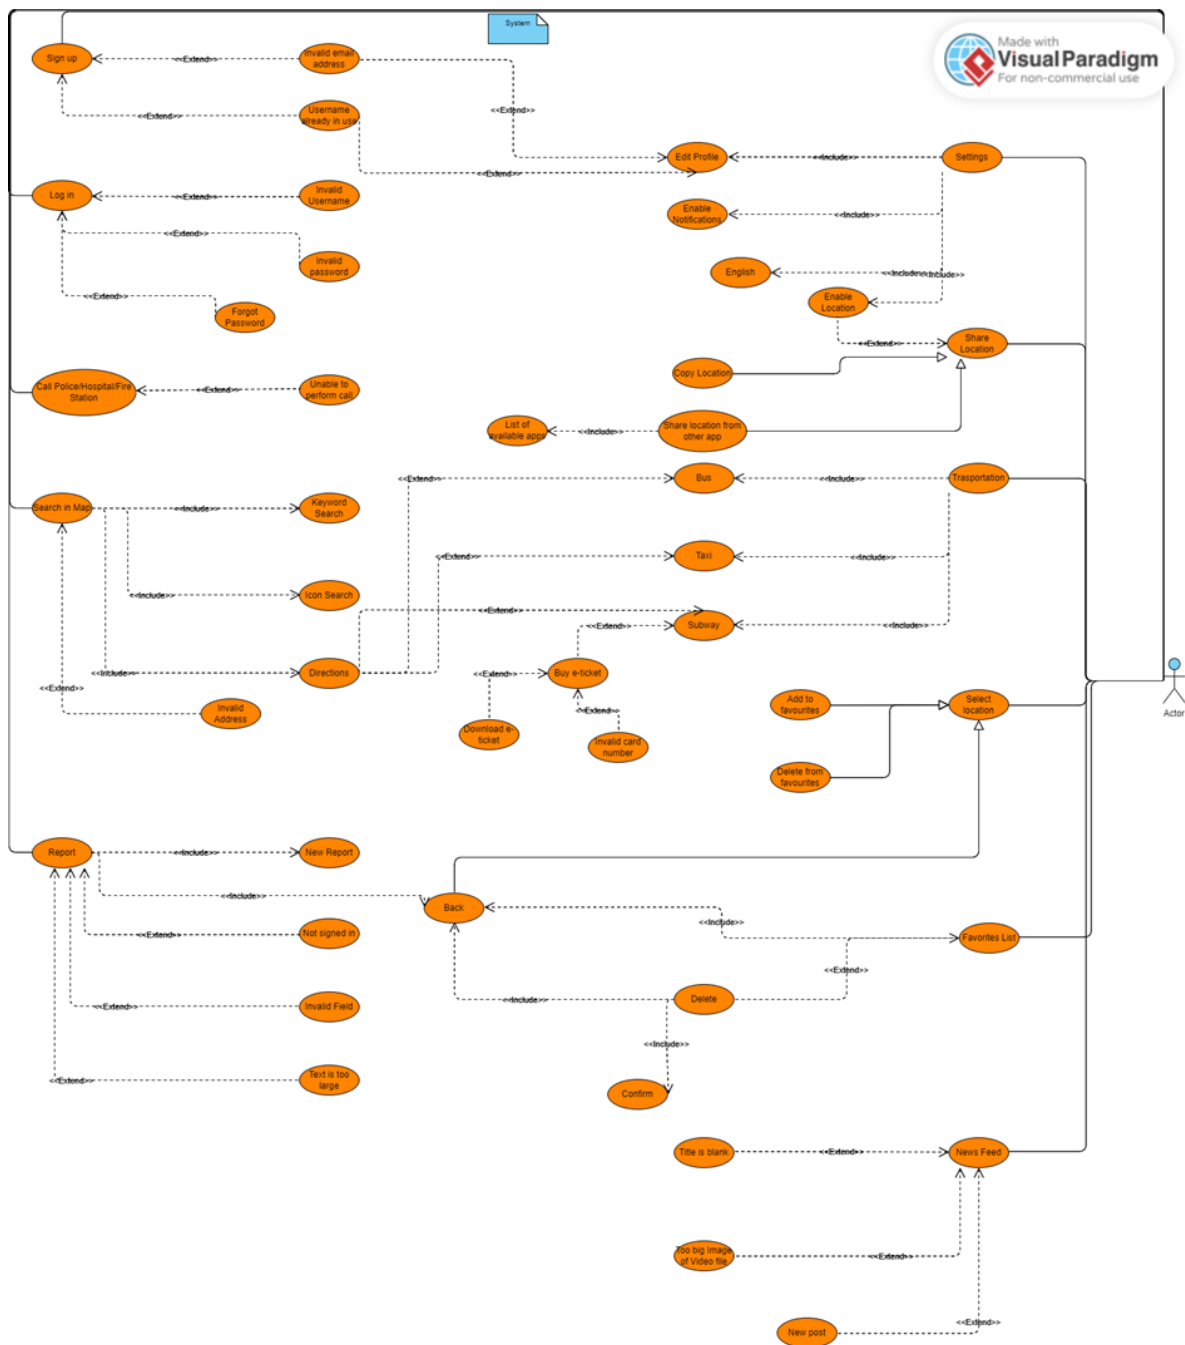 System
Made with
Visual Paradigm
For non-commercial use
Sign up
<<Extend>>
Invalid email
address
<<Extend>>
Username
already in use
<<Extend>>
<<Extend>>
Edit Profile
<<Include>>
Settings
Log in
<<Extend>>
Invalid
Username
<<Extend>>
Enable
Notifications
<<Include>>
Invalid
password
English
<<Include>>
<<Include>>
<<Extend>>
Forgot
Password
Enable
Location
<<Extend>>
Share
Location
Call Police/Hospital/Fire
Station
<<Extend>>
Unable to
perform call
Copy Location
List of
available apps
<<Include>>
Share location from
other app
<<Extend>>
Bus
<<Include>>
Trasportation
Search in Map
<<Include>>
Keyword
Search
<<Extend>>
Taxi
<<Include>>
<<Include>>
Icon Search
<<Extend>>
<<Extend>>
Subway
<<Include>>
<<Include>>
Directions
Buy e-ticket
<<Extend>>
Invalid
Address
Download e-
ticket
<<Extend>>
Invalid card
number
Add to
favourites
Select
location
Actor
Delete from
favourites
Report
<<Include>>
New Report
<<Include>>
Back
<<Include>>
<<Extend>>
Not signed in
Favorites List
<<Extend>>
<<Extend>>
Invalid Field
<<Include>>
Delete
<<Include>>
<<Extend>>
Text is too
large
Confirm
Title is blank
<<Extend>>
News Feed
Too big Image
of Video file
<<Extend>>
New post
<<Extend>>